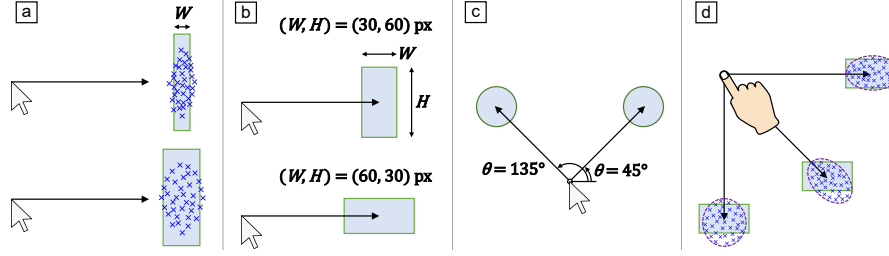 a
W
b
(W, H) = (30, 60) px
W
H
(W, H) = (60, 30) px
c
θ = 135°
θ = 45°
d